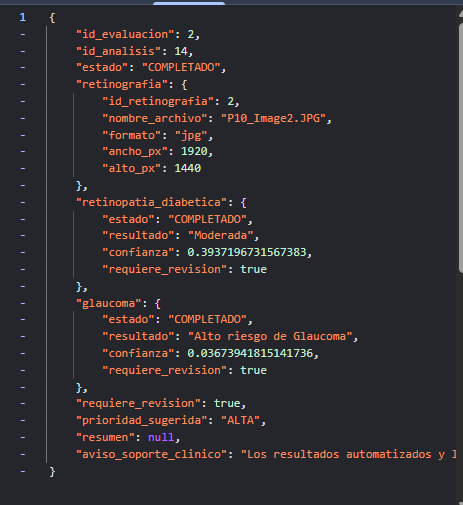 1 {
- "id_evaluacion": 2,
- "id_analisis": 14,
- "estado": "COMPLETADO",
- "retinografia": {
- "id_retinografia": 2,
- "nombre_archivo": "P10_Image2.JPG",
- "formato": "jpg",
- "ancho_px": 1920,
- "alto_px": 1440
- },
- "retinopatia_diabetica": {
- "estado": "COMPLETADO",
- "resultado": "Moderada",
- "confianza": 0.3937196731567383,
- "requiere_revision": true
- },
- "glaucoma": {
- "estado": "COMPLETADO",
- "resultado": "Alto riesgo de Glaucoma",
- "confianza": 0.03673941815141736,
- "requiere_revision": true
- },
- "requiere_revision": true,
- "prioridad_sugerida": "ALTA",
- "resumen": null,
- "aviso_soporte_clinico": "Los resultados automatizados y
- }